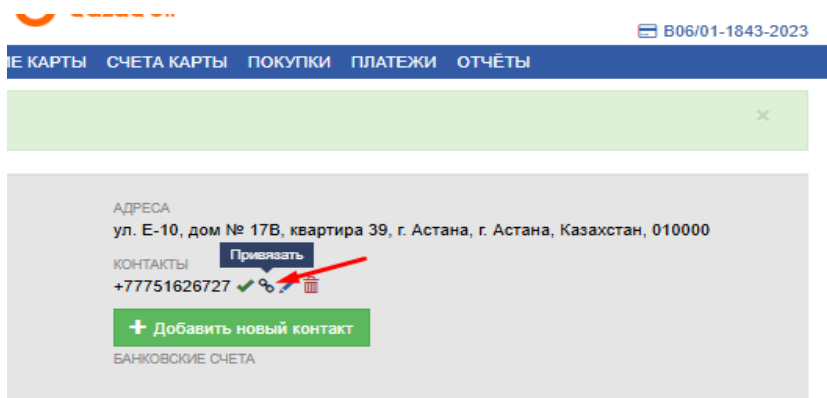 B06/01-1843-2023
КАРТЫ СЧЕТА КАРТЫ ПОКУПКИ ПЛАТЕЖИ ОТЧЁТЫ
×
АДРЕСА
ул. Е-10, дом № 17В, квартира 39, г. Астана, г. Астана, Казахстан, 010000
Привязать
КОНТАКТЫ
+77751626727
+ Добавить новый контакт
БАНКОВСКИЕ СЧЕТА